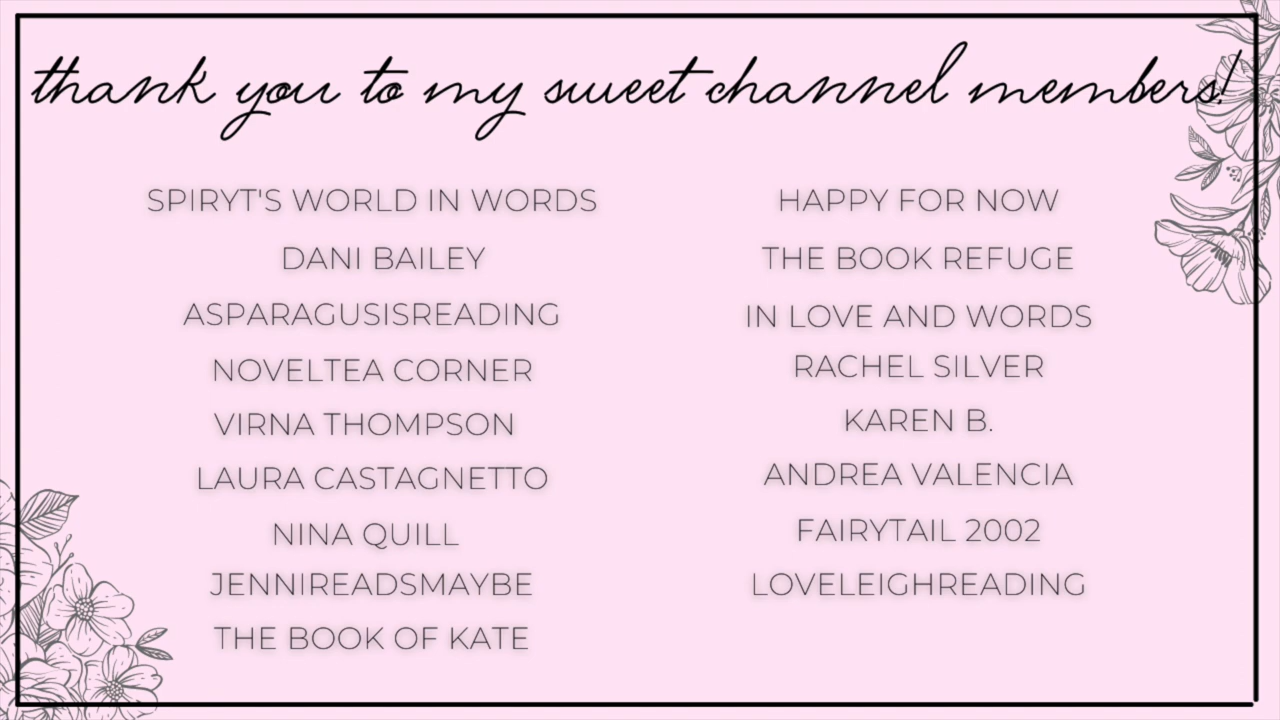 thank you to my sweet channel members!
SPIRYT'S WORLD IN WORDS
DANI BAILEY
ASPARAGUSISREADING
NOVELTEA CORNER
VIRNA THOMPSON
LAURA CASTAGNETTO
NINA QUILL
JENNIREADSMAYBE
THE BOOK OF KATE
HAPPY FOR NOW
THE BOOK REFUGE
IN LOVE AND WORDS
RACHEL SILVER
KAREN B.
ANDREA VALENCIA
FAIRYTAIL 2002
LOVELEIGHREADING